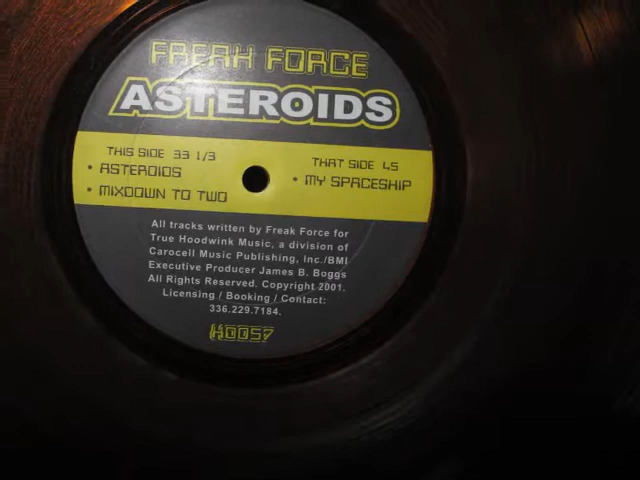 FREAK FORCE
ASTEROIDS
THIS SIDE 33 1/3
• ASTEROIDS
• MIXDOWN TO TWO
THAT SIDE 45
• MY SPACESHIP
All tracks written by Freak Force for
True Hoodwink Music, a division of
Carocell Music Publishing, Inc./BMI
Executive Producer James B. Boggs
All Rights Reserved. Copyright 2001.
Licensing / Booking / Contact:
336.229.7184.
H0057